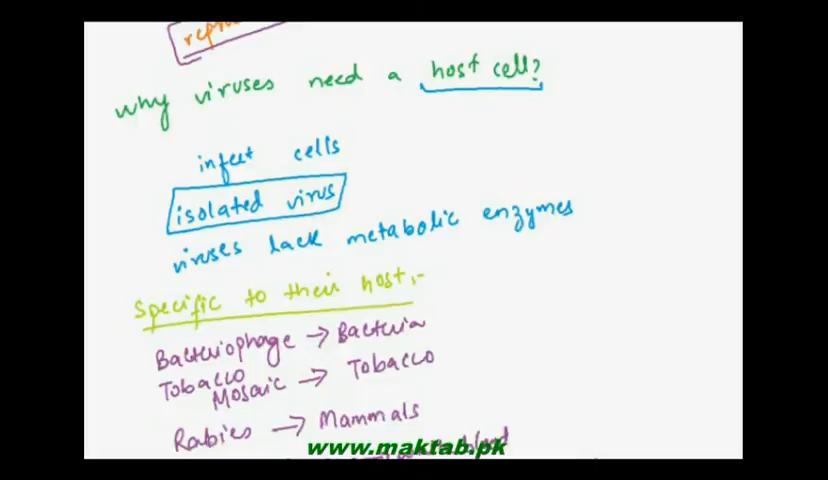 why viruses need a host cell?
infect cells
isolated virus
viruses lack metabolic enzymes
Specific to their host:-
Bacteriophage → Bacteria
Tobacco Mosaic → Tobacco
Rabies → Mammals
www.maktab.pk
blood